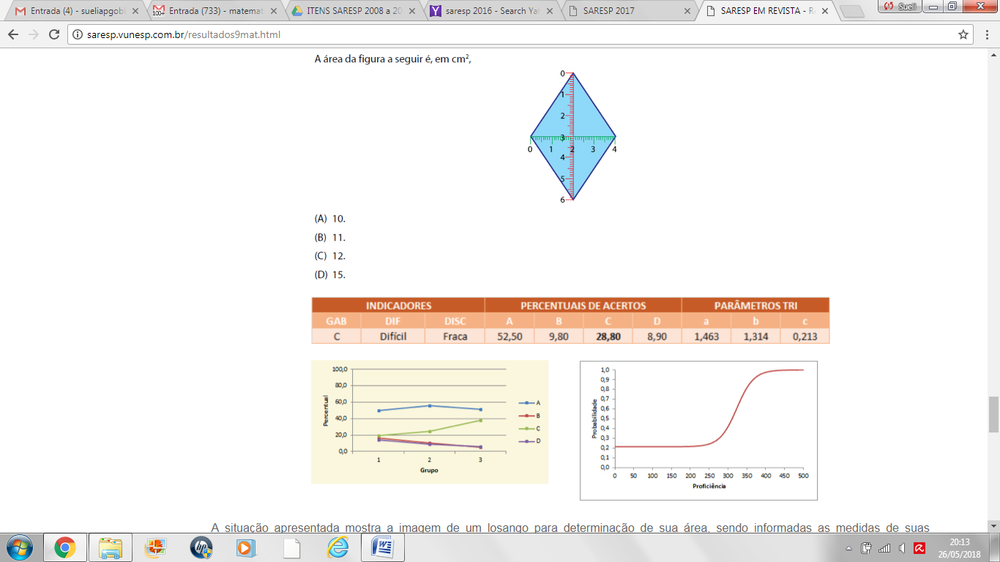 Entrada (4) - sueliapgobl
Entrada (733) - matemat
ITENS SARESP 2008 a 20
saresp 2016 - Search Yal
SARESP 2017
SARESP EM REVISTA - Re
Sueli
saresp.vunesp.com.br/resultados9mat.html
A área da figura a seguir é, em cm²,
0
1
2
3
0 1 2 3 4
4
5
6
(A) 10.
(B) 11.
(C) 12.
(D) 15.
INDICADORES PERCENTUAIS DE ACERTOS PARÂMETROS TRI
GAB DIF DISC A B C D a b c
C Difícil Fraca 52,50 9,80 28,80 8,90 1,463 1,314 0,213
100,0
80,0
60,0
40,0
20,0
0,0
Percentual
1 2 3
Grupo
A
B
C
D
1,0
0,9
0,8
0,7
0,6
0,5
0,4
0,3
0,2
0,1
0,0
Probabilidade
0 50 100 150 200 250 300 350 400 450 500
Proficiência
A situação apresentada mostra a imagem de um losango para determinação de sua área, sendo informadas as medidas de suas
20:13
26/05/2018